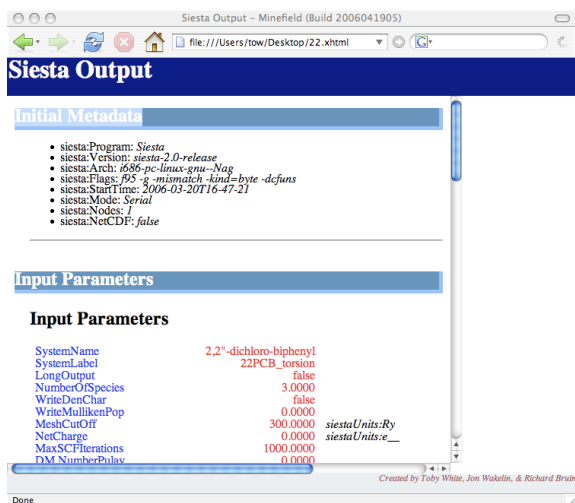 Siesta Output - Minefield (Build 2006041905)
file:///Users/tow/Desktop/22.xhtml
G
Siesta Output
Initial Metadata
siesta:Program: Siesta
siesta:Version: siesta-2.0-release
siesta:Arch: i686-pc-linux-gnu--Nag
siesta:Flags: f95 -g -mismatch -kind=byte -dcfuns
siesta:StartTime: 2006-03-20T16-47-21
siesta:Mode: Serial
siesta:Nodes: 1
siesta:NetCDF: false
Input Parameters
Input Parameters
SystemName 2,2"-dichloro-biphenyl
SystemLabel 22PCB_torsion
LongOutput false
NumberOfSpecies 3.0000
WriteDenChar false
WriteMullikenPop 0.0000
MeshCutOff 300.0000 siestaUnits:Ry
NetCharge 0.0000 siestaUnits:e__
MaxSCFIterations 1000.0000
DM.NumberPulay 0.0000
Created by Toby White, Jon Wakelin, & Richard Bruin
Done